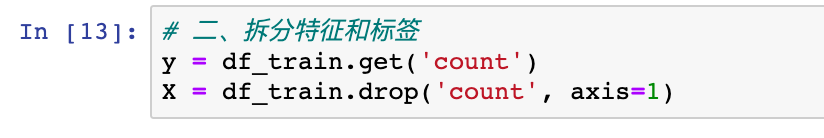 In [13]: # 二、拆分特征和标签
y = df_train.get('count')
X = df_train.drop('count', axis=1)